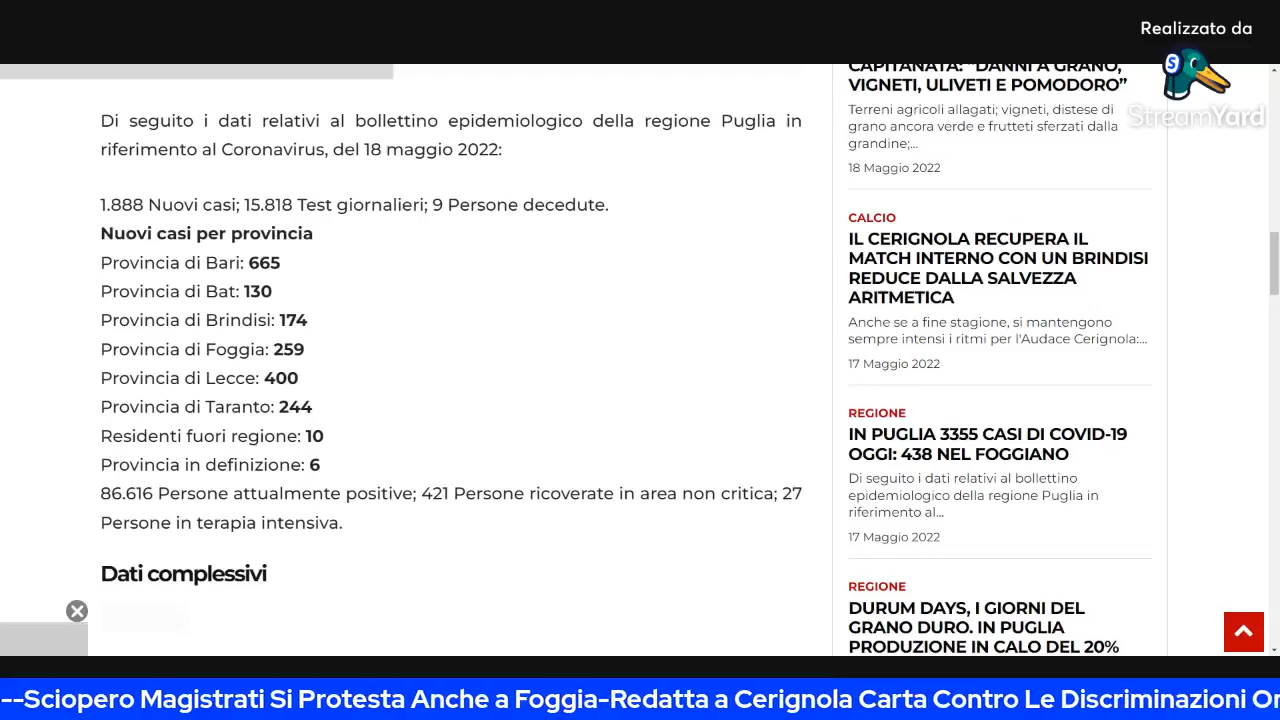 Realizzato da
StreamYard
Di seguito i dati relativi al bollettino epidemiologico della regione Puglia in
riferimento al Coronavirus, del 18 maggio 2022:
1.888 Nuovi casi; 15.818 Test giornalieri; 9 Persone decedute.
Nuovi casi per provincia
Provincia di Bari: 665
Provincia di Bat: 130
Provincia di Brindisi: 174
Provincia di Foggia: 259
Provincia di Lecce: 400
Provincia di Taranto: 244
Residenti fuori regione: 10
Provincia in definizione: 6
86.616 Persone attualmente positive; 421 Persone ricoverate in area non critica; 27
Persone in terapia intensiva.
Dati complessivi
CAPITANATA: “DANNI A GRANO,
VIGNETI, ULIVETI E POMODORO”
Terreni agricoli allagati; vigneti, distese di
grano ancora verde e frutteti sferzati dalla
grandine;...
18 Maggio 2022
CALCIO
IL CERIGNOLA RECUPERA IL
MATCH INTERNO CON UN BRINDISI
REDUCE DALLA SALVEZZA
ARITMETICA
Anche se a fine stagione, si mantengono
sempre intensi i ritmi per l'Audace Cerignola:...
17 Maggio 2022
REGIONE
IN PUGLIA 3355 CASI DI COVID-19
OGGI: 438 NEL FOGGIANO
Di seguito i dati relativi al bollettino
epidemiologico della regione Puglia in
riferimento al...
17 Maggio 2022
REGIONE
DURUM DAYS, I GIORNI DEL
GRANO DURO. IN PUGLIA
PRODUZIONE IN CALO DEL 20%
--Sciopero Magistrati Si Protesta Anche a Foggia-Redatta a Cerignola Carta Contro Le Discriminazioni